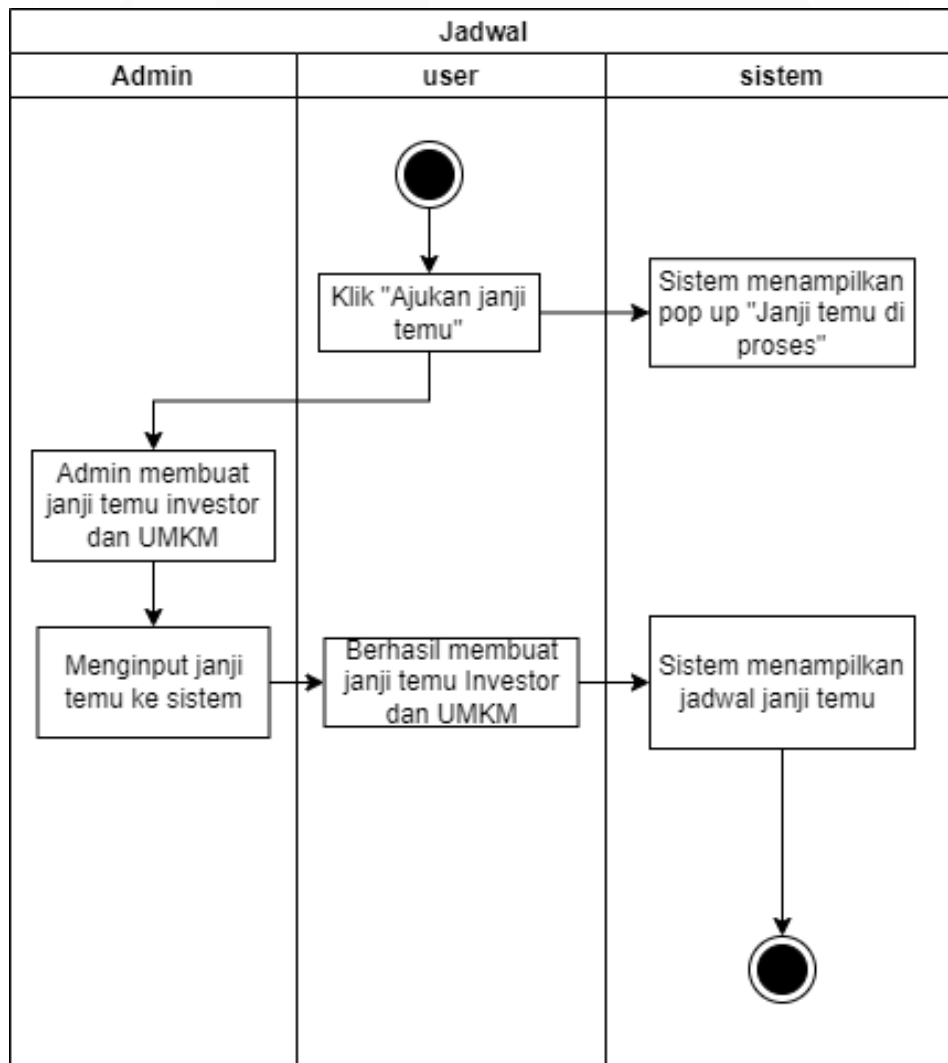 Jadwal
Admin
user
sistem
Klik "Ajukan janji
temu"
Sistem menampilkan
pop up "Janji temu di
proses"
Admin membuat
janji temu investor
dan UMKM
Menginput janji
temu ke sistem
Berhasil membuat
janji temu Investor
dan UMKM
Sistem menampilkan
jadwal janji temu